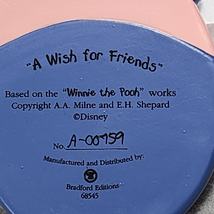 "A Wish for Friends"
Based on the "Winnie the Pooh" works
Copyright A.A. Milne and E.H. Shepard
©Disney
No. A-00959
Manufactured and Distributed by:
Bradford Editions
68545